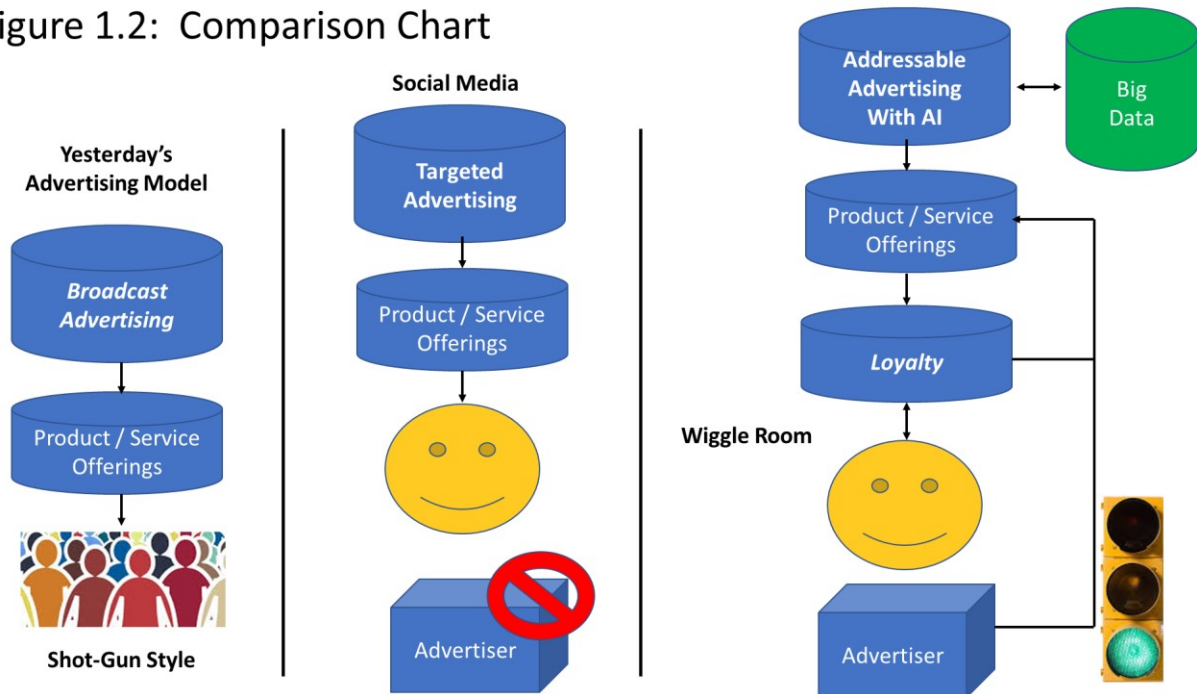 igure 1.2: Comparison Chart
Yesterday's
Advertising Model
Broadcast
Advertising
Product / Service
Offerings
Shot-Gun Style
Social Media
Targeted
Advertising
Product / Service
Offerings
Advertiser
Addressable
Advertising
With AI
Big
Data
Product / Service
Offerings
Loyalty
Wiggle Room
Advertiser